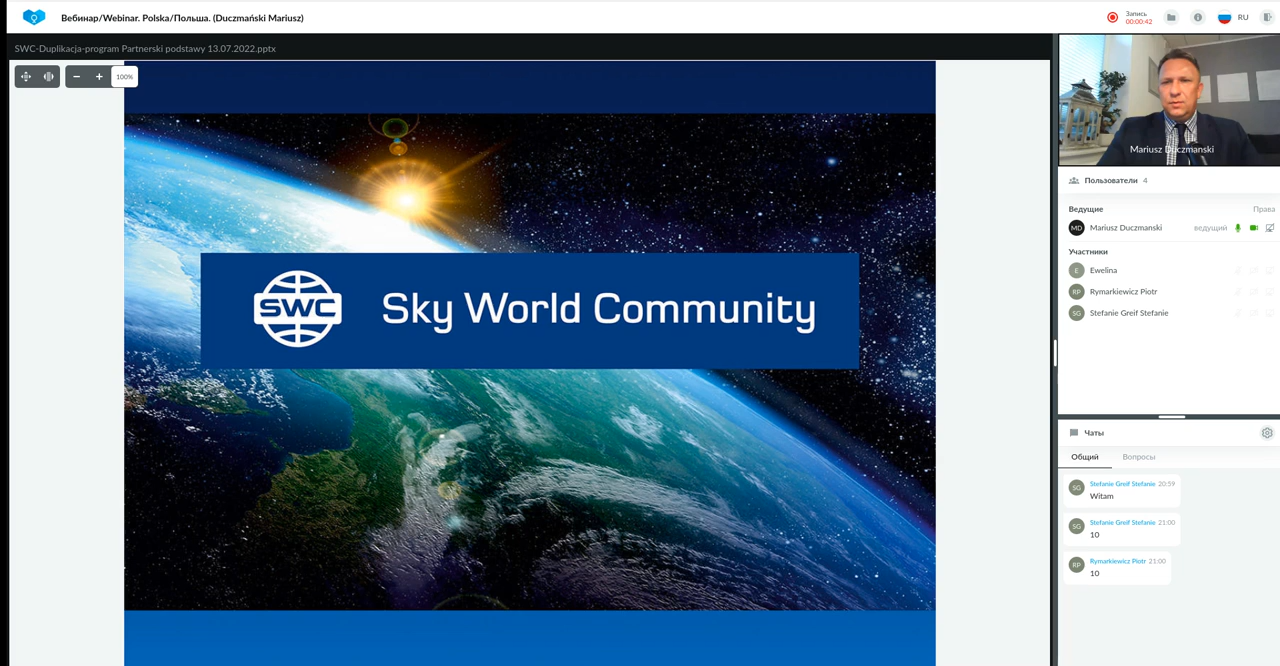 Вебинар/Webinar. Polska/Польша. (Duczmański Mariusz)
Запись
00:00:42
RU
SWC-Duplikacja-program Partnerski podstawy 13.07.2022.pptx
100%
SWC
Sky World Community
Mariusz Duczmanski
Пользователи 4
Ведущие Права
MD Mariusz Duczmanski ведущий
Участники
E Ewelina
RP Rymarkiewicz Piotr
SG Stefanie Greif Stefanie
Чаты
Общий Вопросы
SG Stefanie Greif Stefanie 20:59
Witam
SG Stefanie Greif Stefanie 21:00
10
RP Rymarkiewicz Piotr 21:00
10